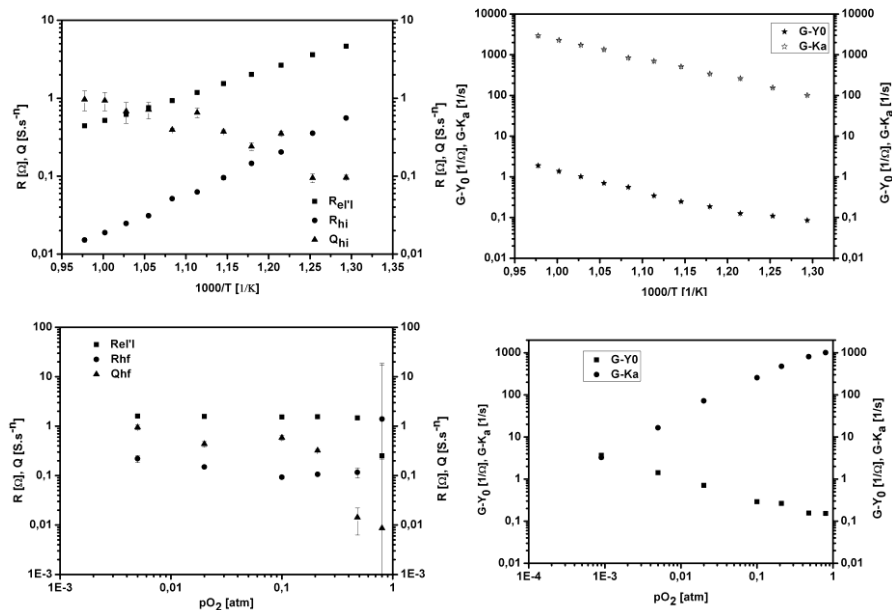 10
1
0,1
0,01
R [Ω], Q [S.s⁻ⁿ]
Rel'l
Rhi
Qhi
10
1
0,1
0,01
R [Ω], Q [S.s⁻ⁿ]
0,95 1,00 1,05 1,10 1,15 1,20 1,25 1,30 1,35
1000/T [1/K]
10000
1000
100
10
1
0,1
0,01
G-Y0 [1/Ω], G-Ka [1/s]
G-Y0
G-Ka
10000
1000
100
10
1
0,1
0,01
G-Y0 [1/Ω], G-Ka [1/s]
0,95 1,00 1,05 1,10 1,15 1,20 1,25 1,30
1000/T [1/K]
100
10
1
0,1
0,01
1E-3
R [Ω], Q [S.s⁻ⁿ]
Rel'l
Rhf
Qhf
100
10
1
0,1
0,01
1E-3
R [Ω], Q [S.s⁻ⁿ]
1E-3 0,01 0,1 1
pO2 [atm]
1000
100
10
1
0,1
0,01
G-Y0 [1/Ω], G-Ka [1/s]
G-Y0
G-Ka
1000
100
10
1
0,1
0,01
G-Y0 [1/Ω], G-Ka [1/s]
1E-4 1E-3 0,01 0,1 1
pO2 [atm]